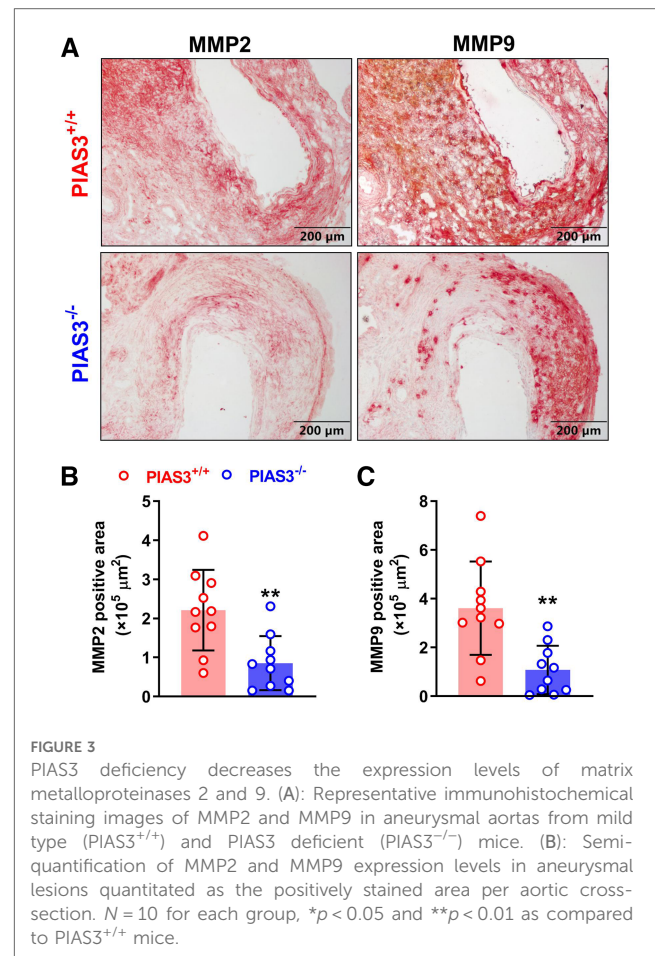 A
MMP2
MMP9
PIAS3+/+
200 μm
200 μm
PIAS3-/-
200 μm
200 μm
B
PIAS3+/+
PIAS3-/-
C
MMP2 positive area
(×10⁵ μm²)
5
4
3
2
1
0
**
MMP9 positive area
(×10⁵ μm²)
8
6
4
2
0
**
FIGURE 3
PIAS3 deficiency decreases the expression levels of matrix
metalloproteinases 2 and 9. (A): Representative immunohistochemical
staining images of MMP2 and MMP9 in aneurysmal aortas from mild
type (PIAS3+/+) and PIAS3 deficient (PIAS3−/−) mice. (B): Semi-
quantification of MMP2 and MMP9 expression levels in aneurysmal
lesions quantitated as the positively stained area per aortic cross-
section. N = 10 for each group, *p < 0.05 and **p < 0.01 as compared
to PIAS3+/+ mice.